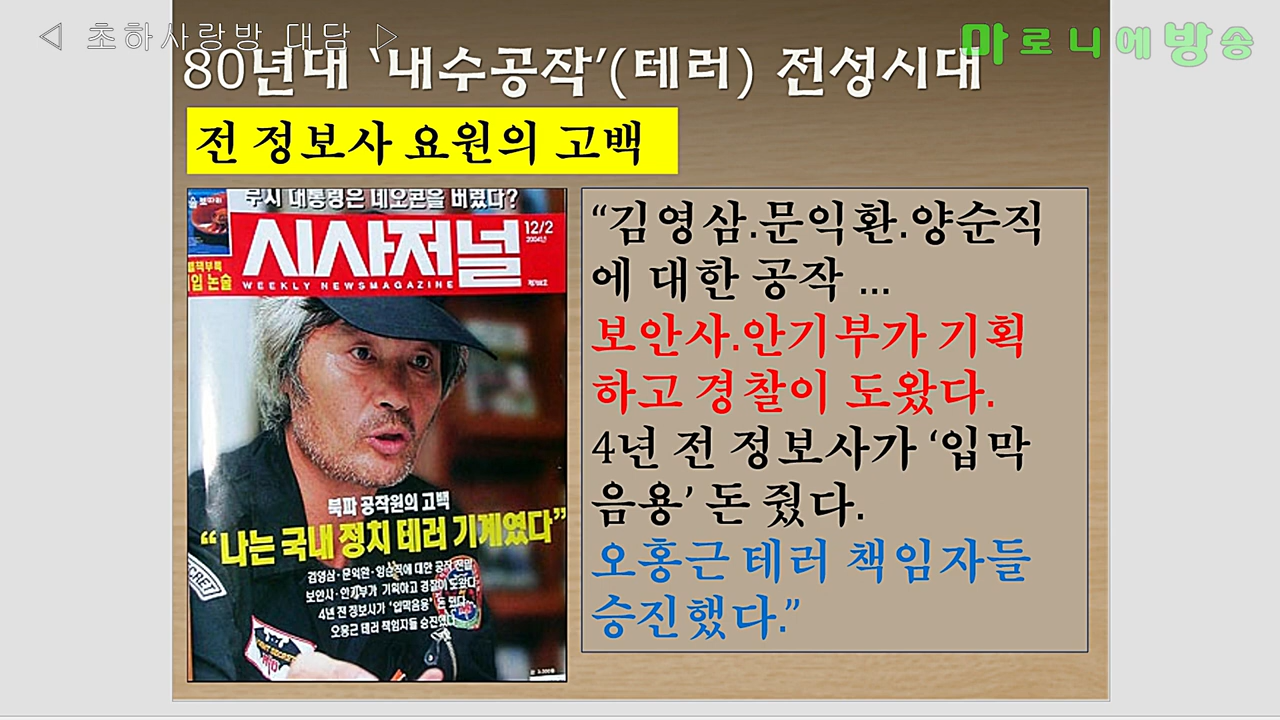 ◁ 초하사랑방 대담 ▷
마로니에방송
80년대 ‘내수공작’(테러) 전성시대
전 정보사 요원의 고백
부시 대통령은 네오콘을 버렸다?
시사저널
12/2
2004년
WEEKLY NEWSMAGAZINE
논술
북파 공작원의 고백
“나는 국내 정치 테러 기계였다”
김영삼·문익환·양순직에 대한 공작 전말
보안사·안기부가 기획하고 경찰이 도왔다
4년 전 정보사가 ‘입막음용’ 돈 줬다
오홍근 테러 책임자들 승진했다
“김영삼.문익환.양순직
에 대한 공작 ...
보안사.안기부가 기획
하고 경찰이 도왔다.
4년 전 정보사가 ‘입막
음용’ 돈 줬다.
오홍근 테러 책임자들
승진했다.”